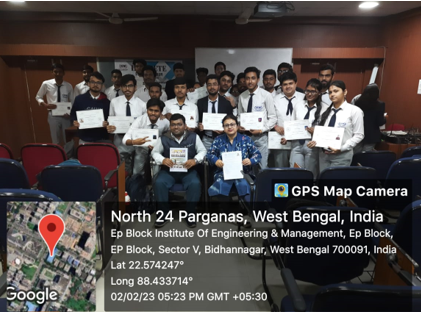 GPS Map Camera
North 24 Parganas, West Bengal, India
Ep Block Institute Of Engineering & Management, Ep Block,
EP Block, Sector V, Bidhannagar, West Bengal 700091, India
Lat 22.574247°
Long 88.433714°
02/02/23 05:23 PM GMT +05:30
Google